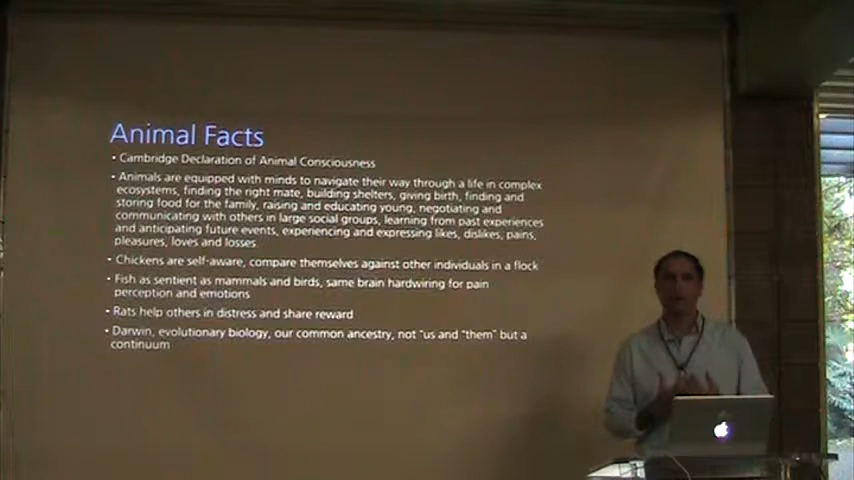 Animal Facts
• Cambridge Declaration of Animal Consciousness
• Animals are equipped with minds to navigate their way through a life in complex
ecosystems, finding the right mate, building shelters, giving birth, finding and
storing food for the family, raising and educating young, negotiating and
communicating with others in large social groups, learning from past experiences
and anticipating future events, experiencing and expressing likes, dislikes, pains,
pleasures, loves and losses
• Chickens are self-aware, compare themselves against other individuals in a flock
• Fish as sentient as mammals and birds, same brain hardwiring for pain
perception and emotions
• Rats help others in distress and share reward
• Darwin, evolutionary biology, our common ancestry, not "us and "them" but a
continuum